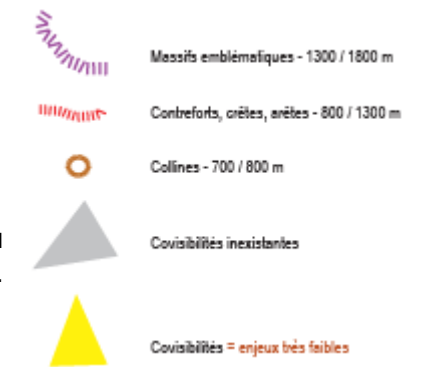 Massifs emblématiques - 1300 / 1800 m
Contreforts, crêtes, arêtes - 800 / 1300 m
Collines - 700 / 800 m
Covisibilités inexistantes
Covisibilités = enjeux très faibles